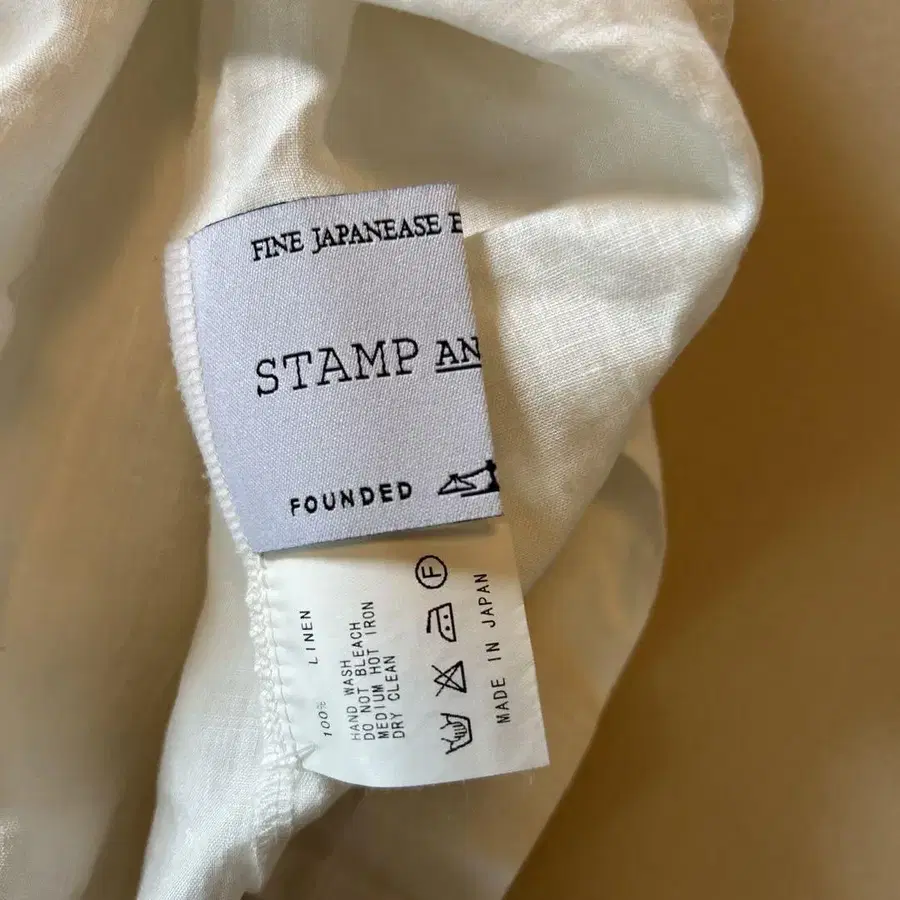 FINE JAPANEASE
STAMP AN
FOUNDED
100% LINEN
HAND WASH
DO NOT BLEACH
MEDIUM HOT IRON
DRY CLEAN
F
MADE IN JAPAN